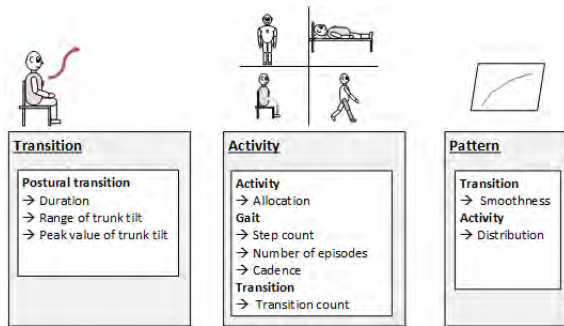 Transition
Postural transition
→ Duration
→ Range of trunk tilt
→ Peak value of trunk tilt
Activity
Activity
→ Allocation
Gait
→ Step count
→ Number of episodes
→ Cadence
Transition
→ Transition count
Pattern
Transition
→ Smoothness
Activity
→ Distribution